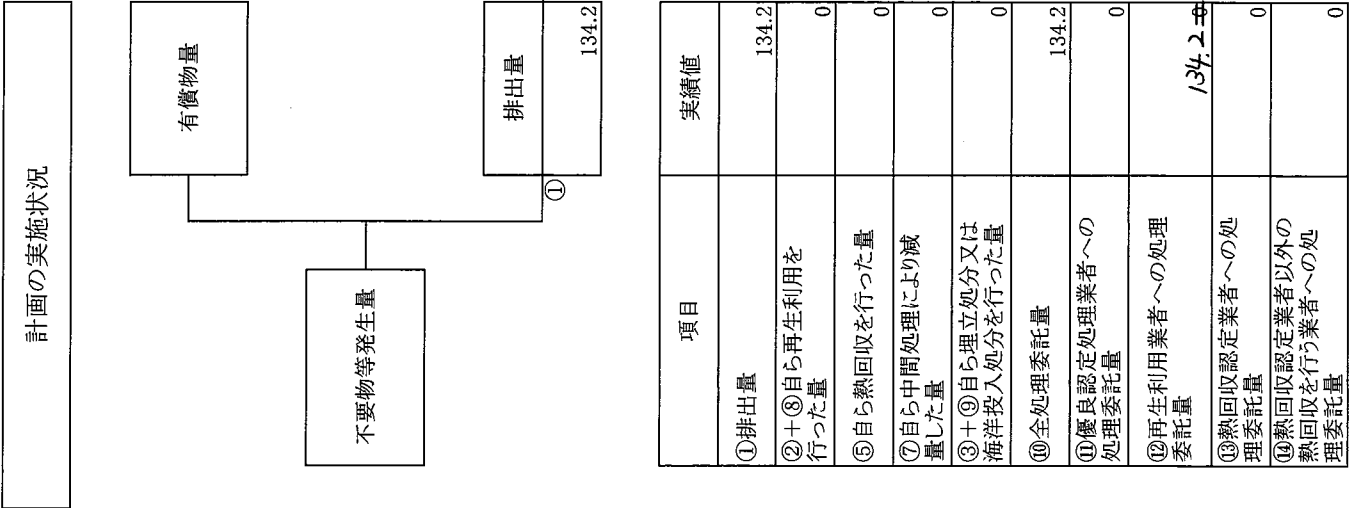 計画の実施状況
有償物量
不要物等発生量
排出量
①
134.2
項目
実績値
①排出量
134.2
②+⑧自ら再生利用を
行った量
0
⑤自ら熱回収を行った量
0
⑦自ら中間処理により減
量した量
0
③+⑨自ら埋立処分又は
海洋投入処分を行った量
0
⑩全処理委託量
134.2
⑪優良認定処理業者への
処理委託量
0
⑫再生利用業者への処理
委託量
134.2 0
⑬熱回収認定業者への処
理委託量
0
⑭熱回収認定業者以外の
熱回収を行う業者への処
理委託量
0